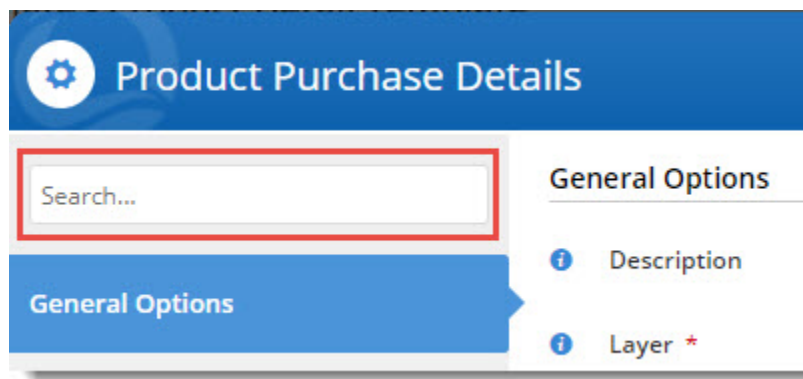 Product Purchase Details
Search...
General Options
General Options
Description
Layer *